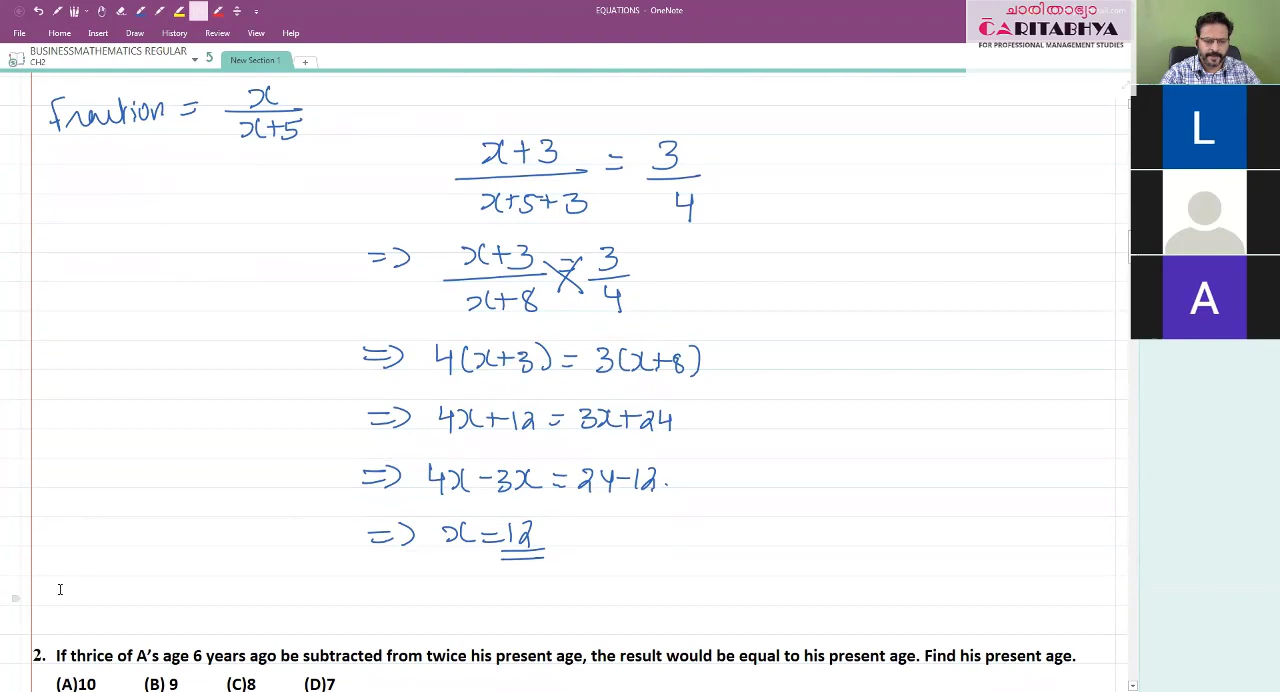 EQUATIONS - OneNote
File Home Insert Draw History Review View Help
ചാരിതാഭ്യാ
CARITABHYA
FOR PROFESSIONAL MANAGEMENT STUDIES
BUSINESSMATHEMATICS REGULAR
CH2
5
New Section 1
+
fraction = x / x+5
x+3 / x+5+3 = 3 / 4
=> x+3 / x+8 = 3 / 4
=> 4(x+3) = 3(x+8)
=> 4x+12 = 3x+24
=> 4x-3x = 24-12.
=> x = 12
2. If thrice of A's age 6 years ago be subtracted from twice his present age, the result would be equal to his present age. Find his present age.
(A)10 (B) 9 (C)8 (D)7
L
A